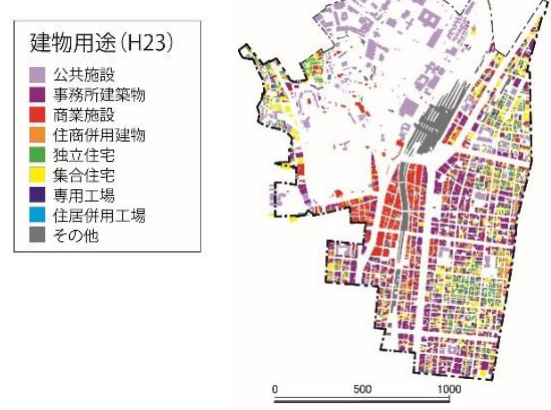 建物用途(H23)
公共施設
事務所建築物
商業施設
住商併用建物
独立住宅
集合住宅
専用工場
住居併用工場
その他
0 500 1000